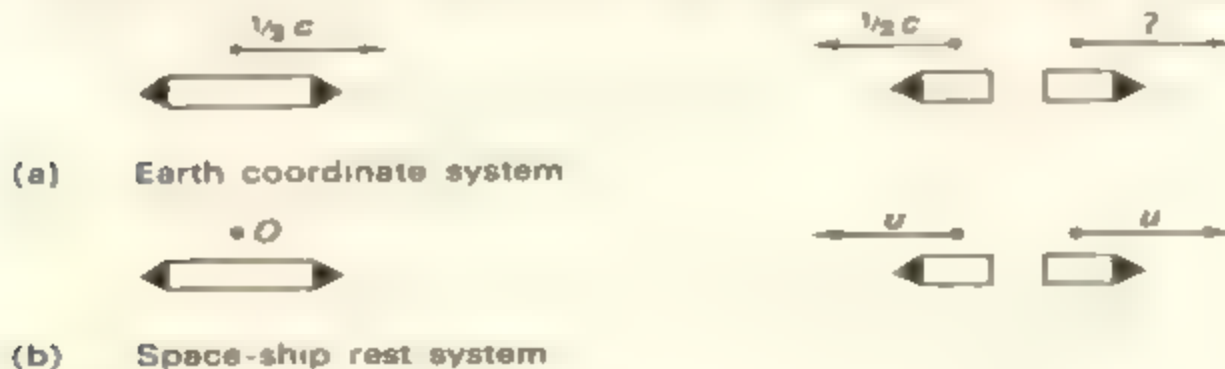 ⅓ c
½ c
?
(a) Earth coordinate system
O
u
u
(b) Space-ship rest system